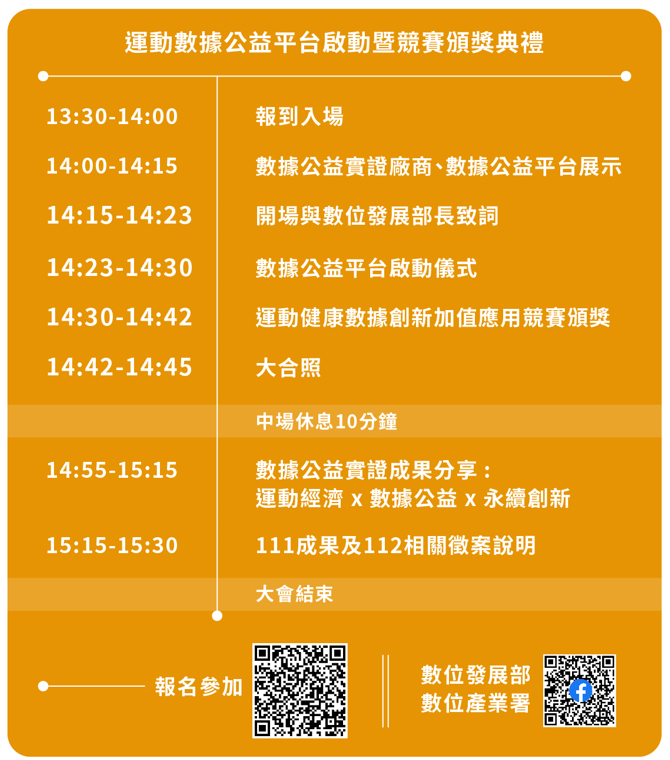 運動數據公益平台啟動暨競賽頒獎典禮
13:30-14:00 報到入場
14:00-14:15 數據公益實證廠商、數據公益平台展示
14:15-14:23 開場與數位發展部長致詞
14:23-14:30 數據公益平台啟動儀式
14:30-14:42 運動健康數據創新加值應用競賽頒獎
14:42-14:45 大合照
中場休息10分鐘
14:55-15:15 數據公益實證成果分享：
運動經濟 x 數據公益 x 永續創新
15:15-15:30 111成果及112相關徵案說明
大會結束
報名參加
數位發展部
數位產業署